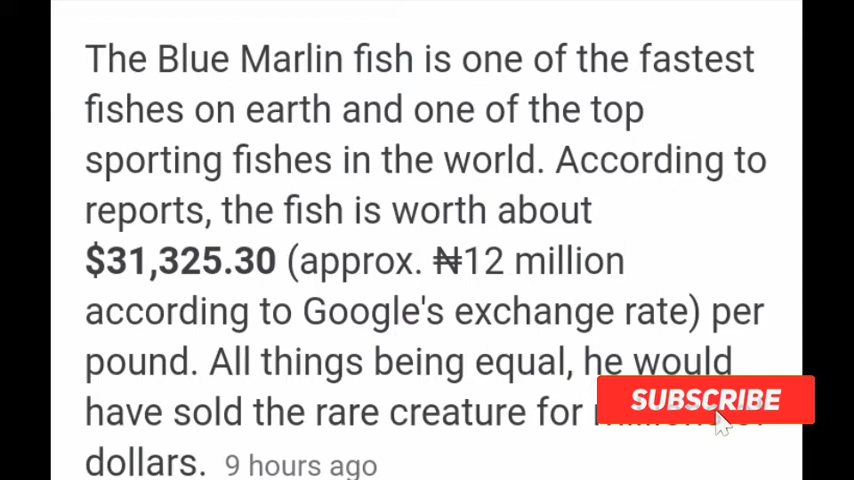 The Blue Marlin fish is one of the fastest
fishes on earth and one of the top
sporting fishes in the world. According to
reports, the fish is worth about
$31,325.30 (approx. ₦12 million
according to Google's exchange rate) per
pound. All things being equal, he would
have sold the rare creature for
dollars. 9 hours ago
SUBSCRIBE